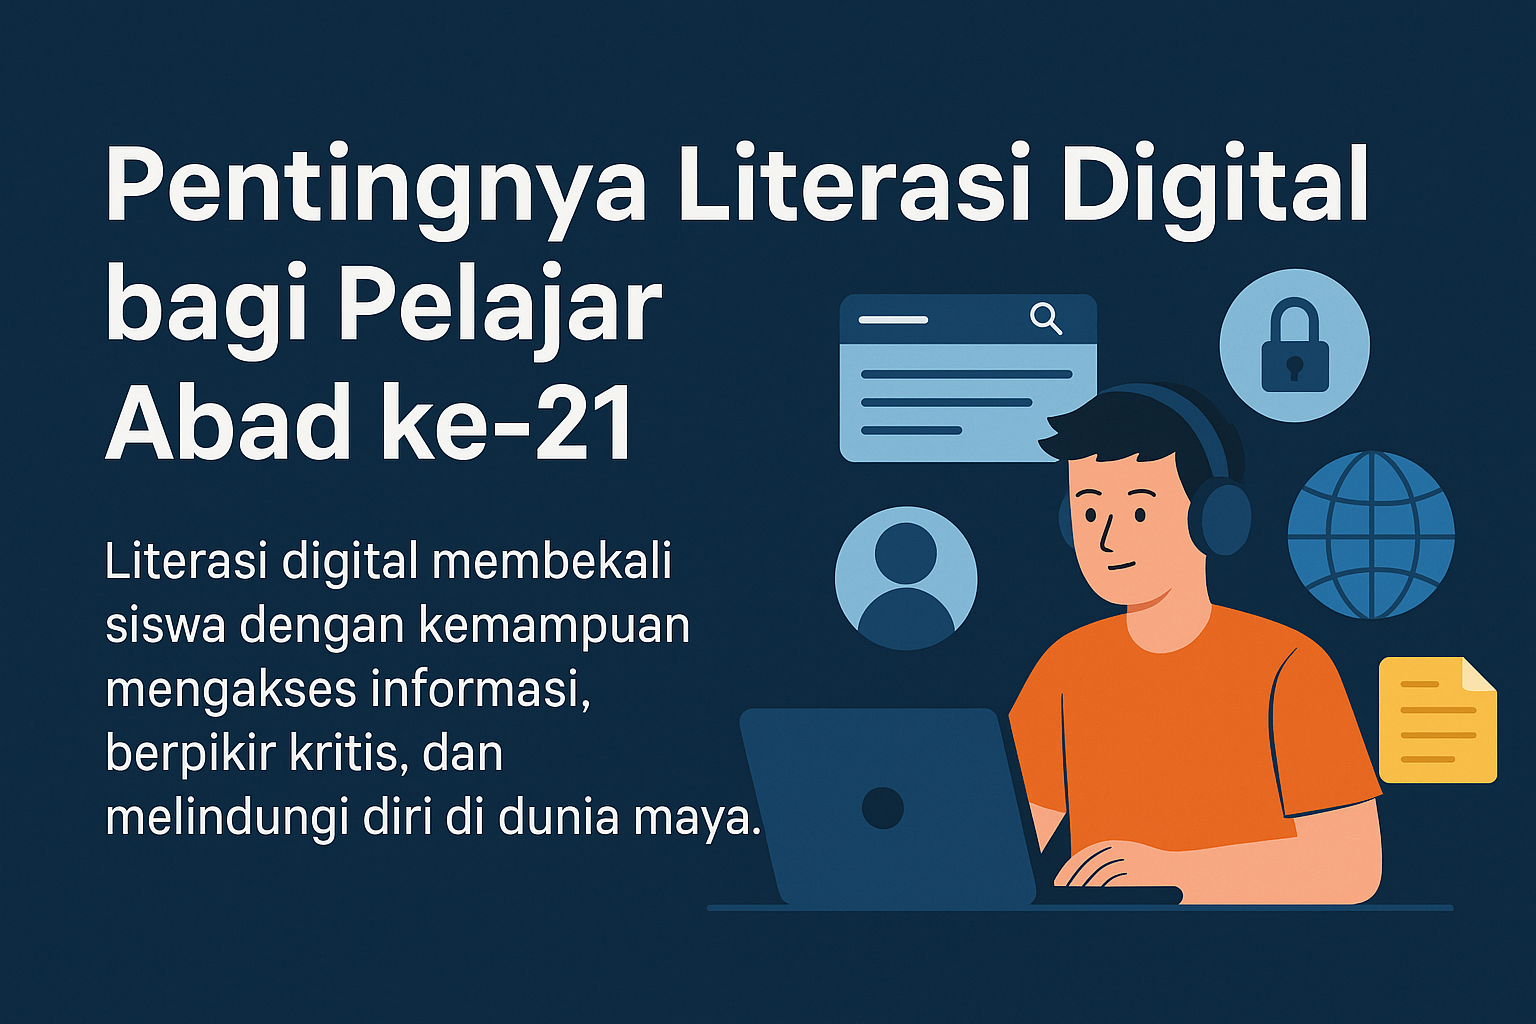 Pentingnya Literasi Digital
bagi Pelajar
Abad ke-21
Literasi digital membekali
siswa dengan kemampuan
mengakses informasi,
berpikir kritis, dan
melindungi diri di dunia maya.